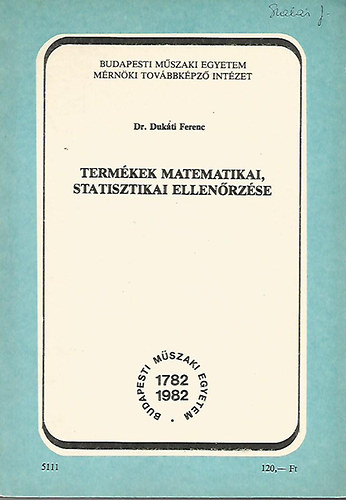 BUDAPESTI MŰSZAKI EGYETEM
MÉRNÖKI TOVÁBBKÉPZŐ INTÉZET
Dr. Dukáti Ferenc
TERMÉKEK MATEMATIKAI,
STATISZTIKAI ELLENŐRZÉSE
BUDAPESTI MŰSZAKI EGYETEM
1782
1982
5111
120,— Ft